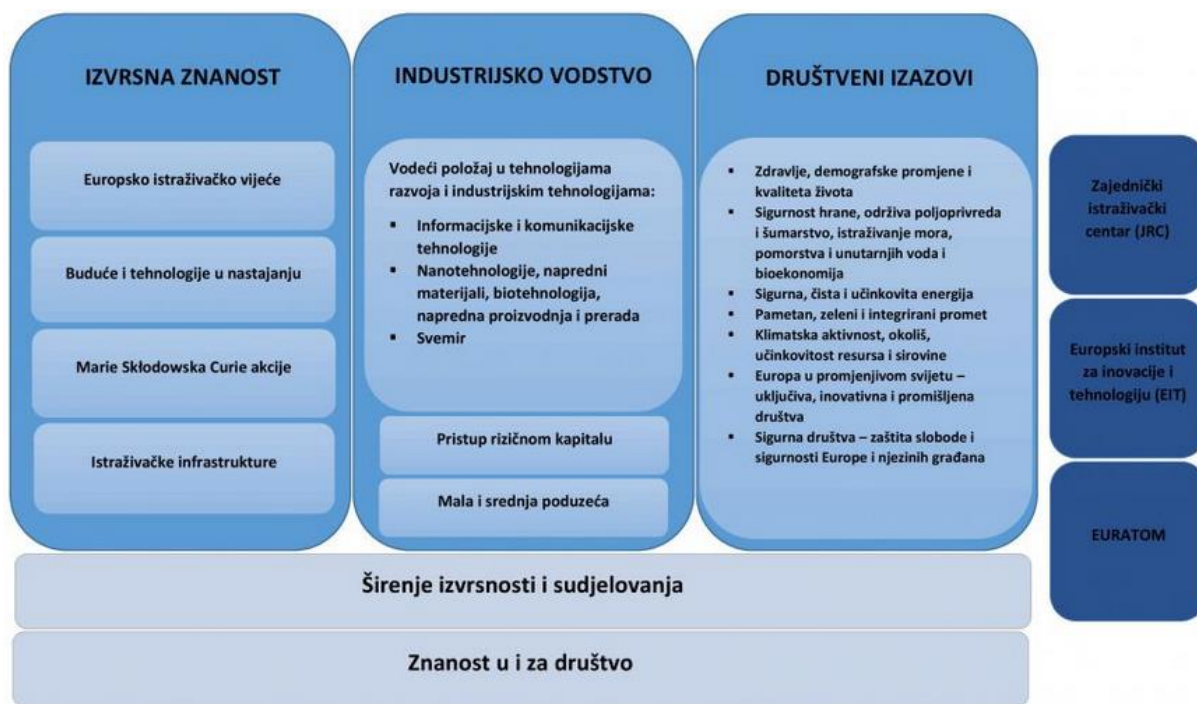 IZVRSNA ZNANOST
Europsko istraživačko vijeće
Buduće i tehnologije u nastajanju
Marie Skłodowska Curie akcije
Istraživačke infrastrukture
INDUSTRIJSKO VODSTVO
Vodeći položaj u tehnologijama
razvoja i industrijskim tehnologijama:
▪ Informacijske i komunikacijske
tehnologije
▪ Nanotehnologije, napredni
materijali, biotehnologija,
napredna proizvodnja i prerada
▪ Svemir
Pristup rizičnom kapitalu
Mala i srednja poduzeća
DRUŠTVENI IZAZOVI
▪ Zdravlje, demografske promjene i
kvaliteta života
▪ Sigurnost hrane, održiva poljoprivreda
i šumarstvo, istraživanje mora,
pomorstva i unutarnjih voda i
bioekonomija
▪ Sigurna, čista i učinkovita energija
▪ Pametan, zeleni i integrirani promet
▪ Klimatska aktivnost, okoliš,
učinkovitost resursa i sirovine
▪ Europa u promjenjivom svijetu –
uključiva, inovativna i promišljena
društva
▪ Sigurna društva – zaštita slobode i
sigurnosti Europe i njezinih građana
Zajednički
istraživački
centar (JRC)
Europski institut
za inovacije i
tehnologiju (EIT)
EURATOM
Širenje izvrsnosti i sudjelovanja
Znanost u i za društvo